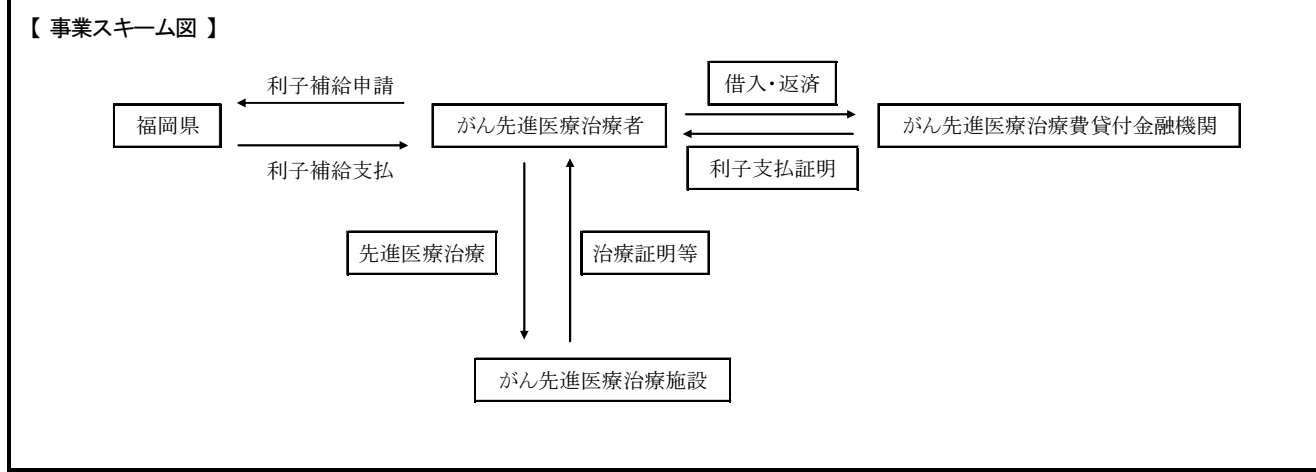 【 事業スキーム図 】
利子補給申請
借入・返済
福岡県
がん先進医療治療者
がん先進医療治療費貸付金融機関
利子補給支払
利子支払証明
先進医療治療
治療証明等
がん先進医療治療施設